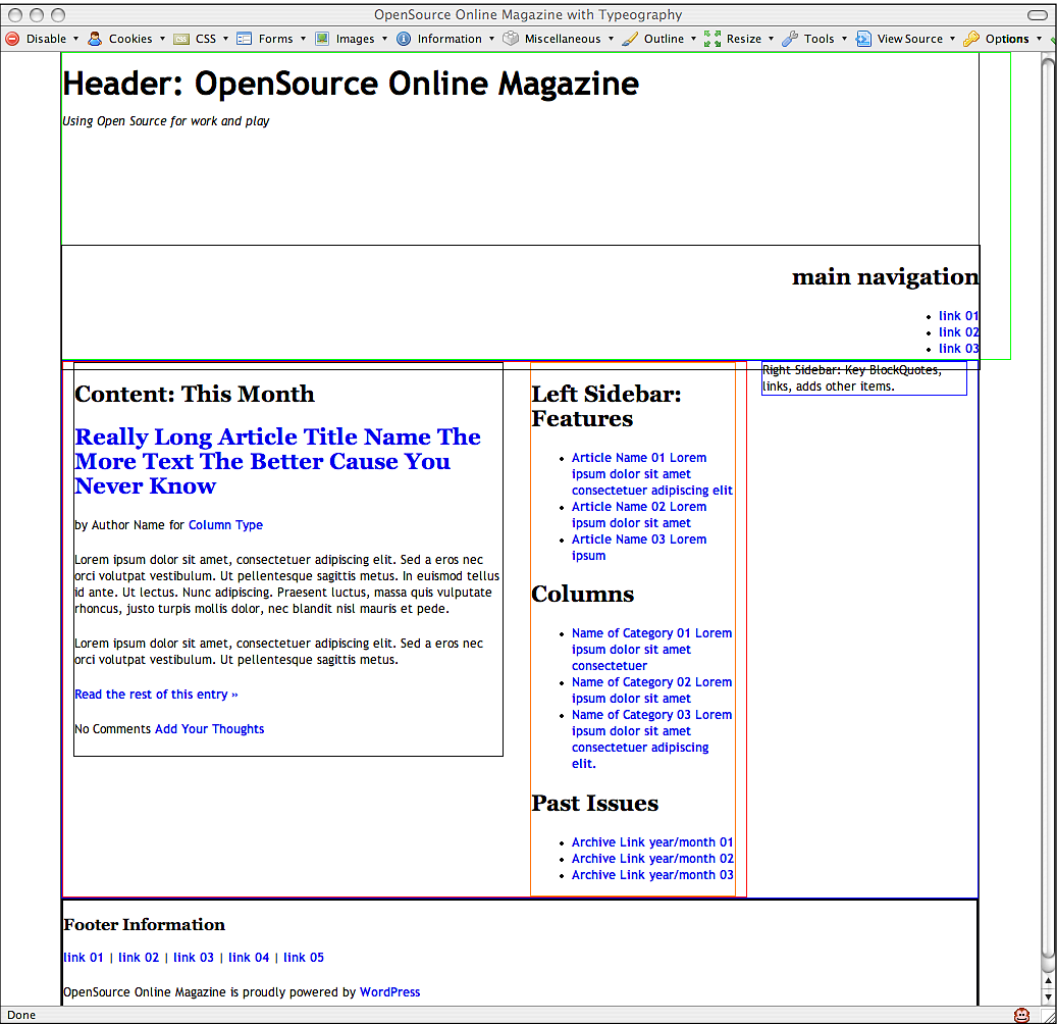 OpenSource Online Magazine with Typeography
Disable Cookies CSS Forms Images Information Miscellaneous Outline Resize Tools View Source Options
Header: OpenSource Online Magazine
Using Open Source for work and play
main navigation
• link 01
• link 02
• link 03
Content: This Month
Really Long Article Title Name The
More Text The Better Cause You
Never Know
by Author Name for Column Type
Lorem ipsum dolor sit amet, consectetuer adipiscing elit. Sed a eros nec
orci volutpat vestibulum. Ut pellentesque sagittis metus. In euismod tellus
id ante. Ut lectus. Nunc adipiscing. Praesent luctus, massa quis vulputate
rhoncus, justo turpis mollis dolor, nec blandit nisl mauris et pede.
Lorem ipsum dolor sit amet, consectetuer adipiscing elit. Sed a eros nec
orci volutpat vestibulum. Ut pellentesque sagittis metus.
Read the rest of this entry »
No Comments Add Your Thoughts
Left Sidebar:
Features
• Article Name 01 Lorem
ipsum dolor sit amet
consectetuer adipiscing elit
• Article Name 02 Lorem
ipsum dolor sit amet
• Article Name 03 Lorem
ipsum
Columns
• Name of Category 01 Lorem
ipsum dolor sit amet
consectetuer
• Name of Category 02 Lorem
ipsum dolor sit amet
• Name of Category 03 Lorem
ipsum dolor sit amet
consectetuer adipiscing
elit.
Past Issues
• Archive Link year/month 01
• Archive Link year/month 02
• Archive Link year/month 03
Right Sidebar: Key BlockQuotes,
links, adds other items.
Footer Information
link 01 | link 02 | link 03 | link 04 | link 05
OpenSource Online Magazine is proudly powered by WordPress
Done